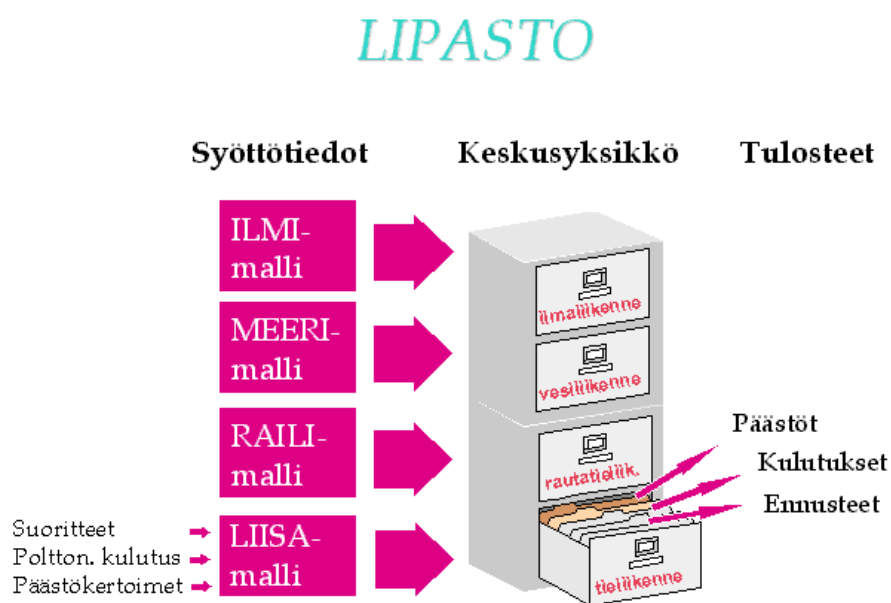 LIPASTO
Syöttötiedot Keskusyksikkö Tulosteet
ILMI-
malli
ilmaliikenne
MEERI-
malli
vesiliikenne
RAILI-
malli
rautatieliik.
Päästöt
Kulutukset
Ennusteet
Suoritteet
Poltton. kulutus
Päästökertoimet
LIISA-
malli
tieliikenne